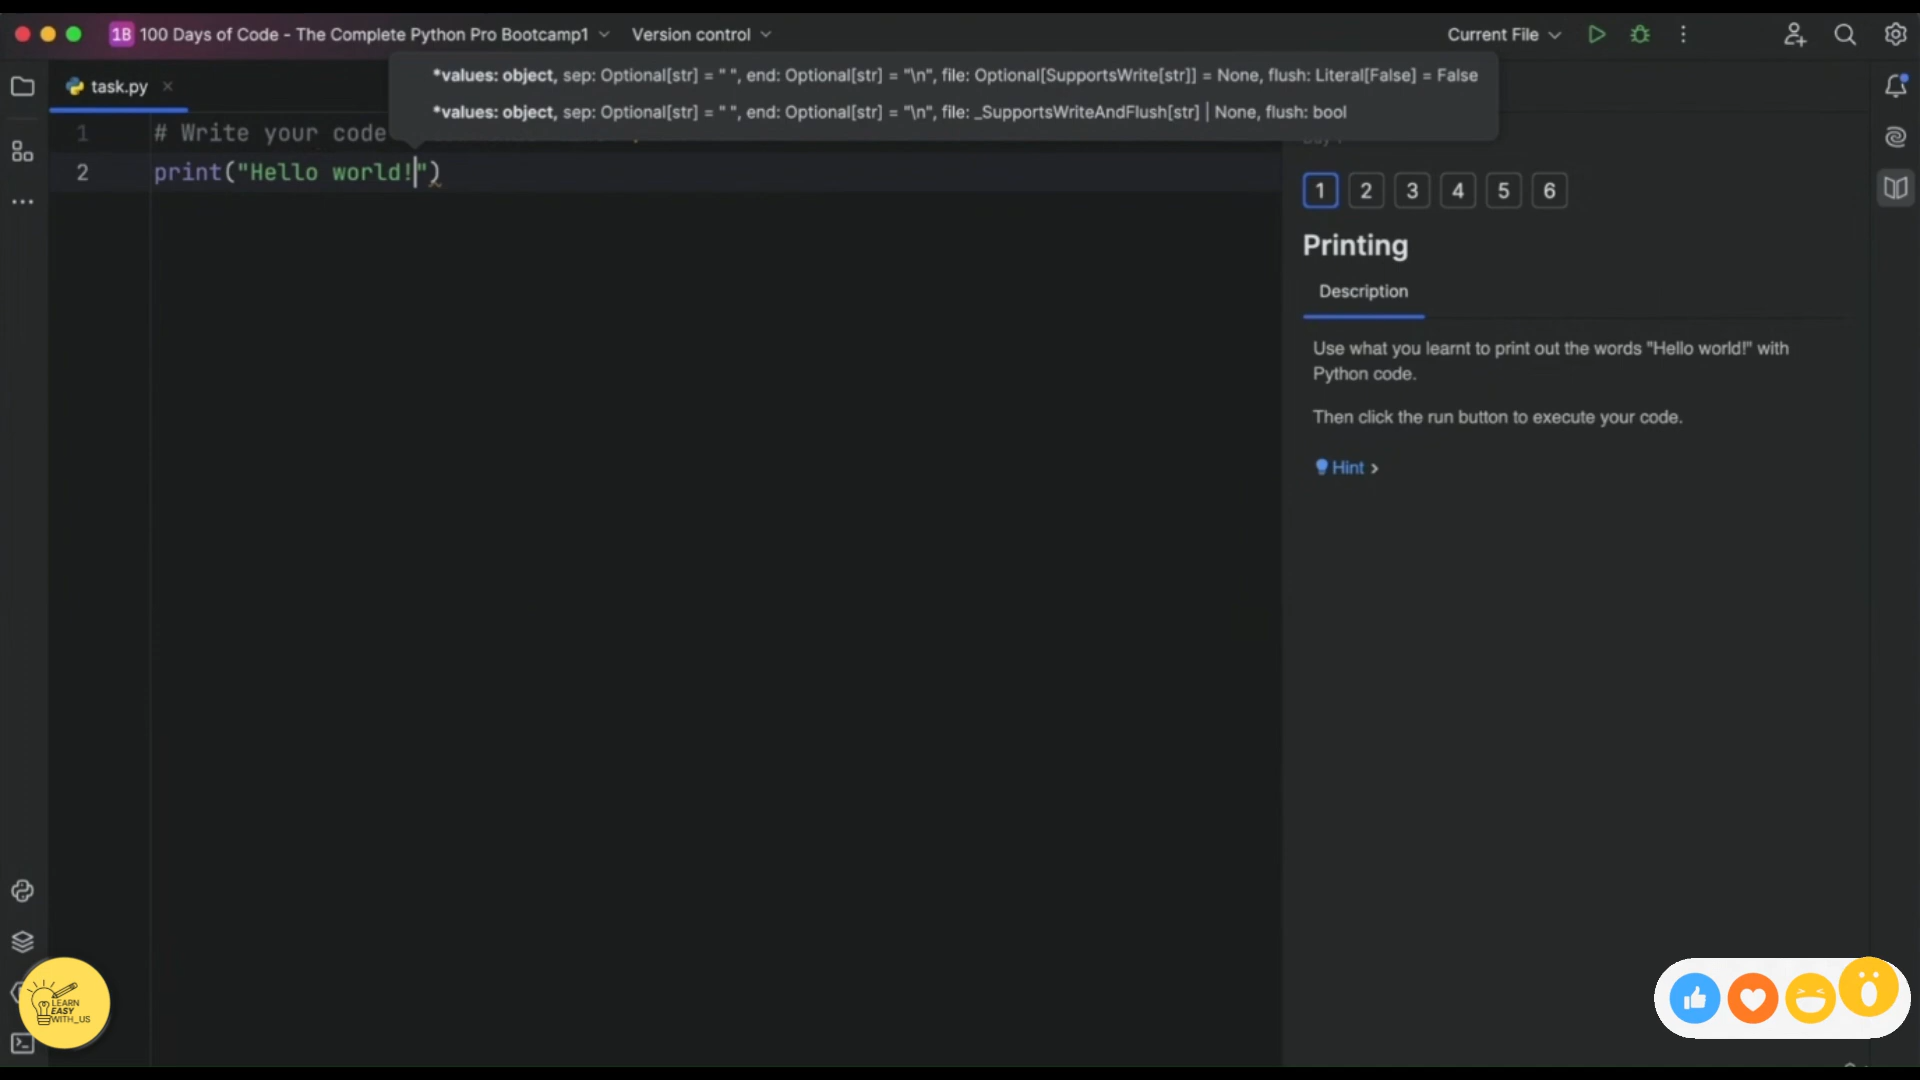 1B 100 Days of Code - The Complete Python Pro Bootcamp1 Version control Current File
*values: object, sep: Optional[str] = " ", end: Optional[str] = "\n", file: Optional[SupportsWrite[str]] = None, flush: Literal[False] = False
*values: object, sep: Optional[str] = " ", end: Optional[str] = "\n", file: _SupportsWriteAndFlush[str] | None, flush: bool
task.py
1 # Write your code
2 print("Hello world!")
1 2 3 4 5 6
Printing
Description
Use what you learnt to print out the words "Hello world!" with
Python code.
Then click the run button to execute your code.
Hint >
LEARN
EASY
WITH_US